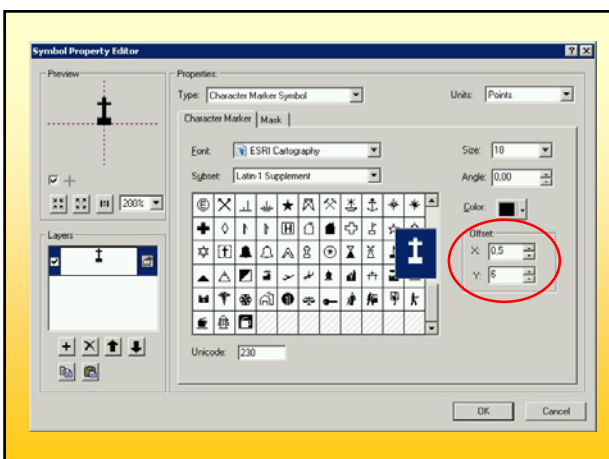 Symbol Property Editor
Preview
200%
Layers
Properties:
Type: Character Marker Symbol
Units: Points
Character Marker
Mask
Font: ESRI Cartography
Size: 18
Subset: Latin-1 Supplement
Angle: 0,00
Color:
Offset:
X: 0,5
Y: 6
Unicode: 230
OK
Cancel